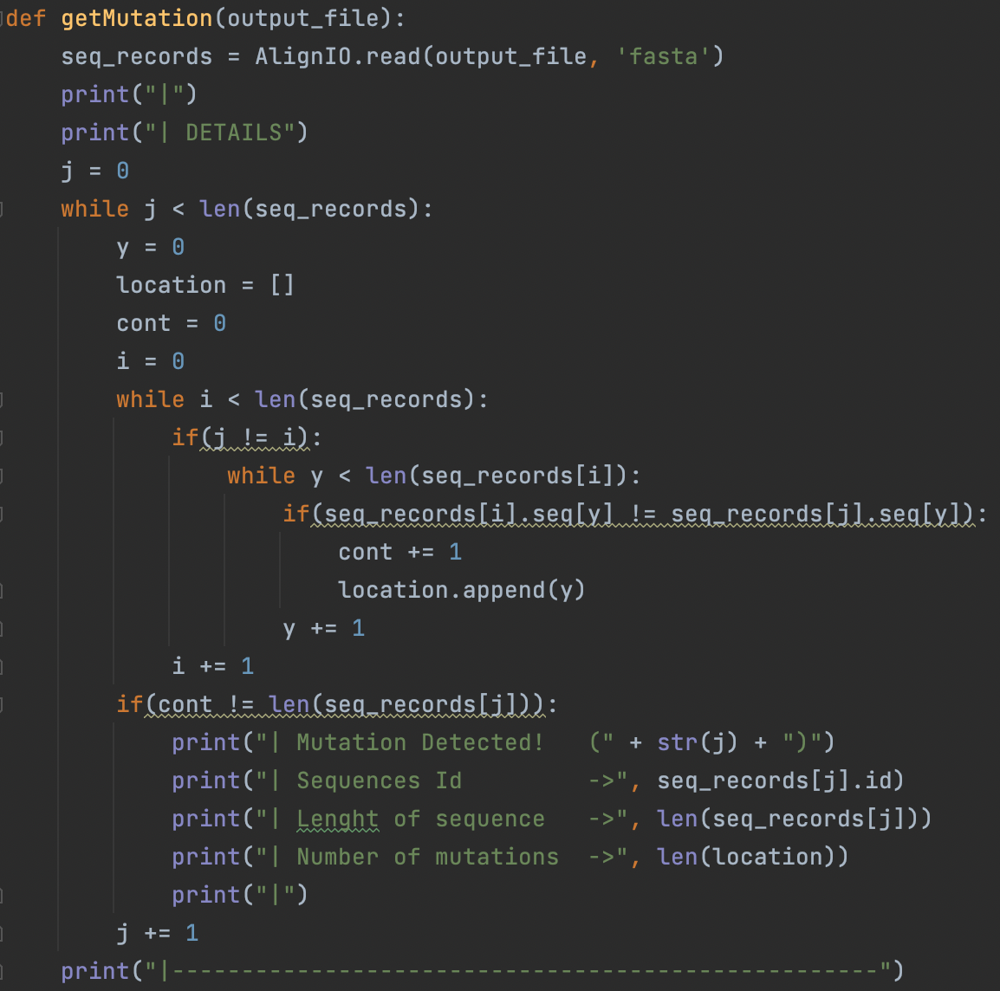 def getMutation(output_file):
    seq_records = AlignIO.read(output_file, 'fasta')
    print("|")
    print("| DETAILS")
    j = 0
    while j < len(seq_records):
        y = 0
        location = []
        cont = 0
        i = 0
        while i < len(seq_records):
            if(j != i):
                while y < len(seq_records[i]):
                    if(seq_records[i].seq[y] != seq_records[j].seq[y]):
                        cont += 1
                        location.append(y)
                    y += 1
            i += 1
        if(cont != len(seq_records[j])):
            print("| Mutation Detected!   (" + str(j) + ")")
            print("| Sequences Id         ->", seq_records[j].id)
            print("| Lenght of sequence   ->", len(seq_records[j]))
            print("| Number of mutations  ->", len(location))
            print("|")
        j += 1
    print("|---------------------------------------------------")